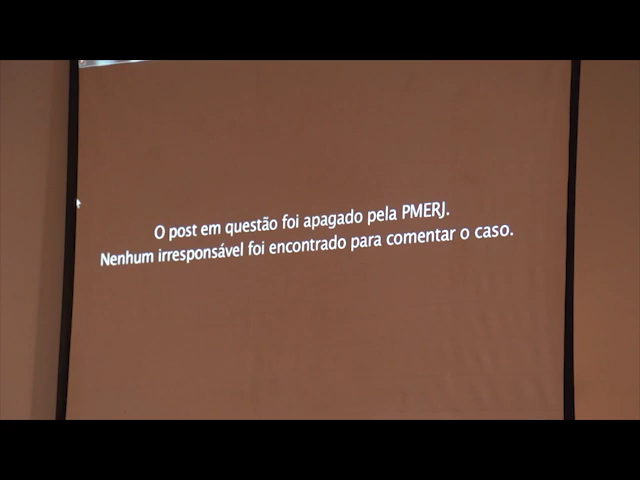 O post em questão foi apagado pela PMERJ.
Nenhum irresponsável foi encontrado para comentar o caso.